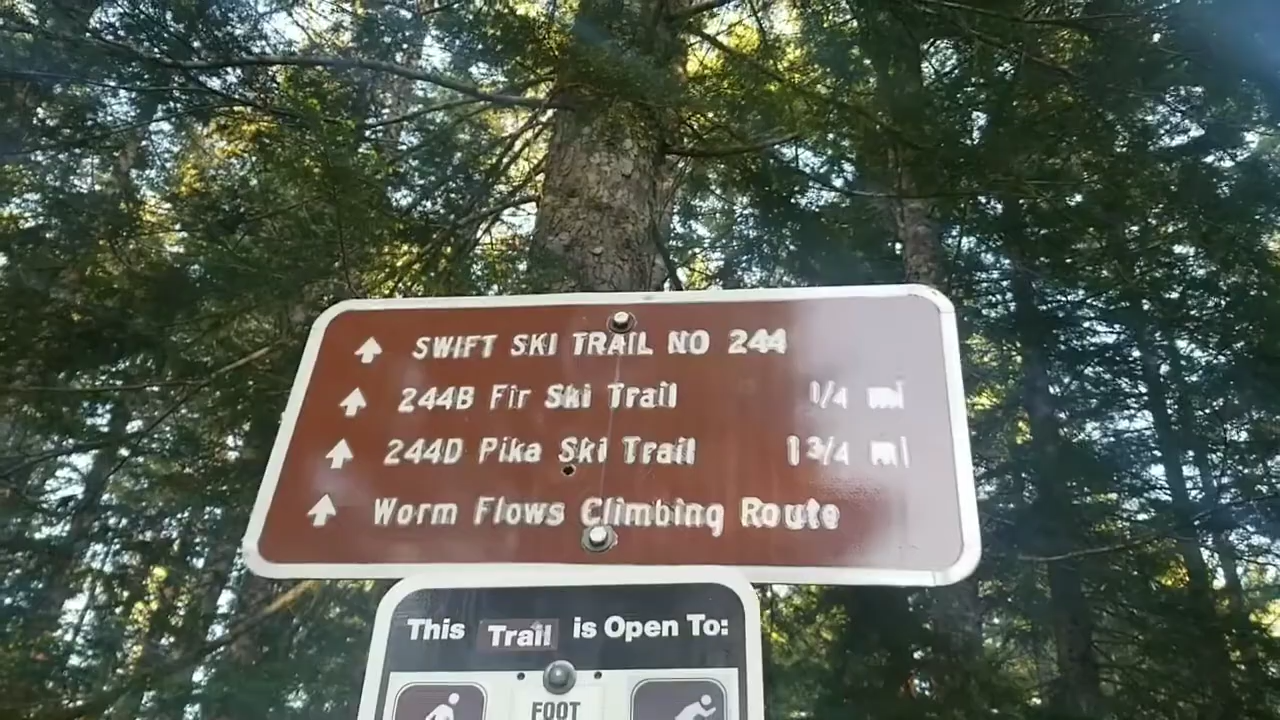 SWIFT SKI TRAIL NO 244
244B Fir Ski Trail 1/4 mi
244D Pika Ski Trail 1 3/4 mi
Worm Flows Climbing Route
This Trail is Open To:
FOOT